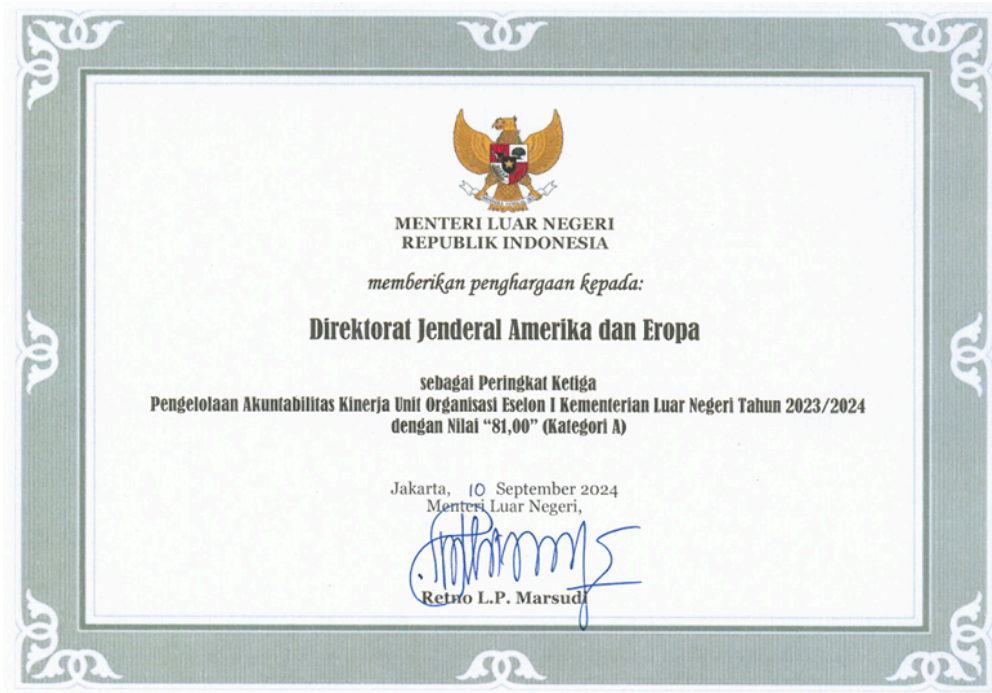 MENTERI LUAR NEGERI
REPUBLIK INDONESIA
memberikan penghargaan kepada:
Direktorat Jenderal Amerika dan Eropa
sebagai Peringkat Ketiga
Pengelolaan Akuntabilitas Kinerja Unit Organisasi Eselon I Kementerian Luar Negeri Tahun 2023/2024
dengan Nilai “81,00” (Kategori A)
Jakarta, 10 September 2024
Menteri Luar Negeri,
Retno L.P. Marsudi